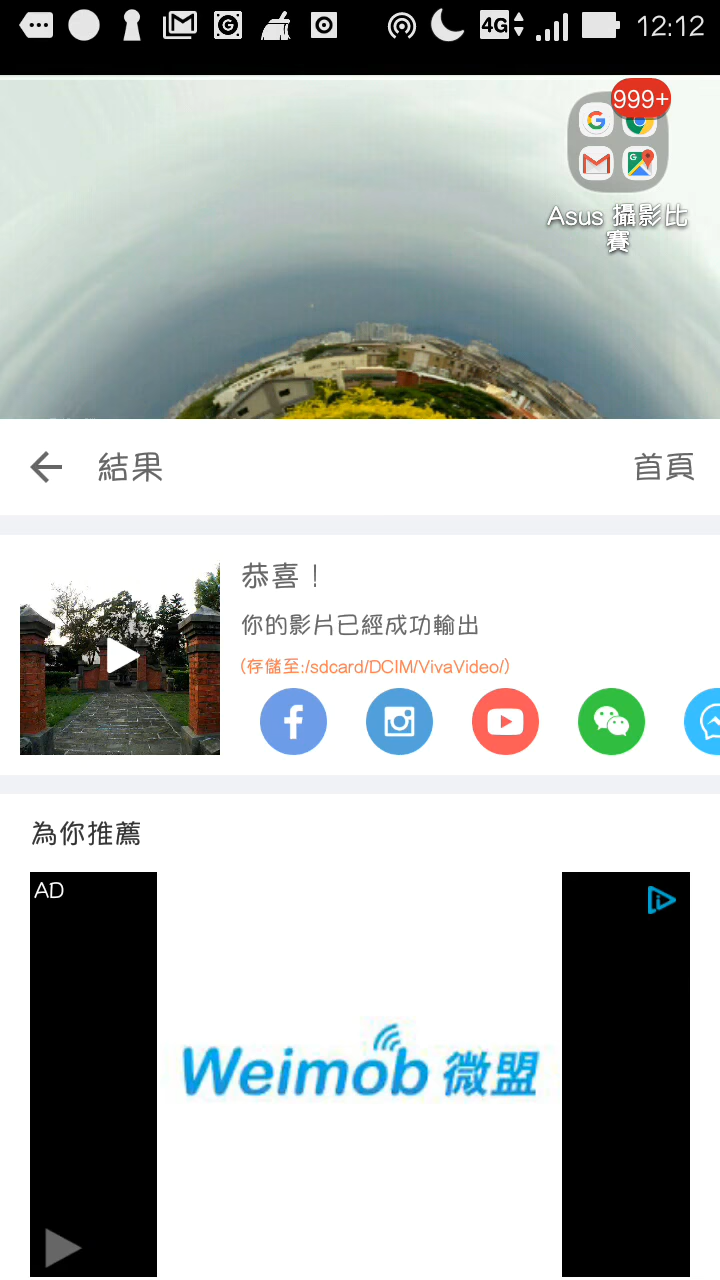 4G
12:12
999+
Asus 攝影比
賽
結果
首頁
恭喜！
你的影片已經成功輸出
(存儲至:/sdcard/DCIM/VivaVideo/)
為你推薦
AD
Weimob 微盟